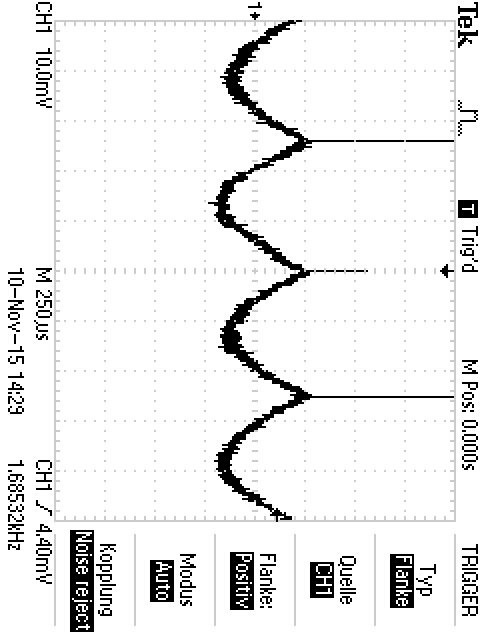 Tek T Trig'd M Pos: 0.000s
TRIGGER
Typ
Flanke
Quelle
CH1
Flanke:
Positiv
Modus
Auto
Kopplung
Noise reject
1
CH1 10.0mV M 250µs CH1 / 4.40mV
10-Nov-15 14:29 1.68532kHz